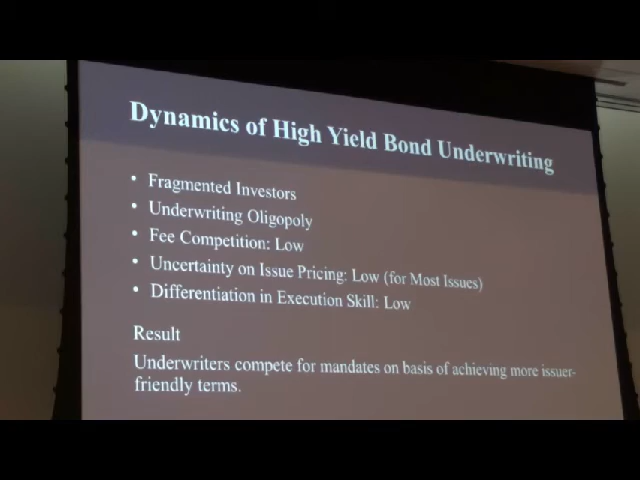 Dynamics of High Yield Bond Underwriting
• Fragmented Investors
• Underwriting Oligopoly
• Fee Competition: Low
• Uncertainty on Issue Pricing: Low (for Most Issues)
• Differentiation in Execution Skill: Low
Result
Underwriters compete for mandates on basis of achieving more issuer-
friendly terms.